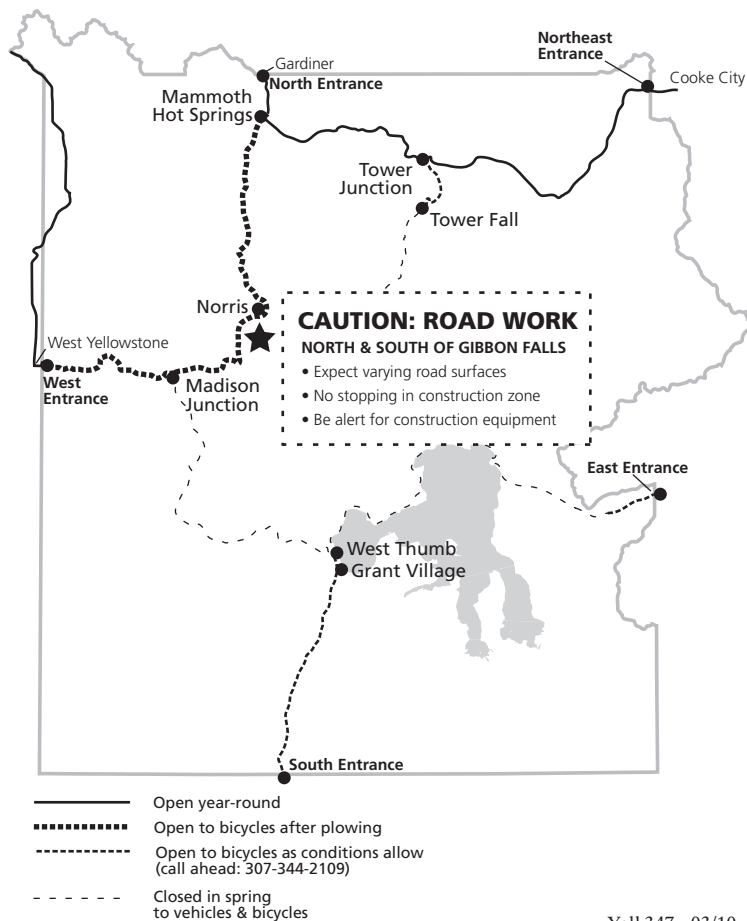 Gardiner
North Entrance
Northeast
Entrance
Cooke City
Mammoth
Hot Springs
Tower
Junction
Tower Fall
Norris
CAUTION: ROAD WORK
NORTH & SOUTH OF GIBBON FALLS
• Expect varying road surfaces
• No stopping in construction zone
• Be alert for construction equipment
West Yellowstone
West
Entrance
Madison
Junction
East Entrance
West Thumb
Grant Village
South Entrance
Open year-round
Open to bicycles after plowing
Open to bicycles as conditions allow
(call ahead: 307-344-2109)
Closed in spring
to vehicles & bicycles